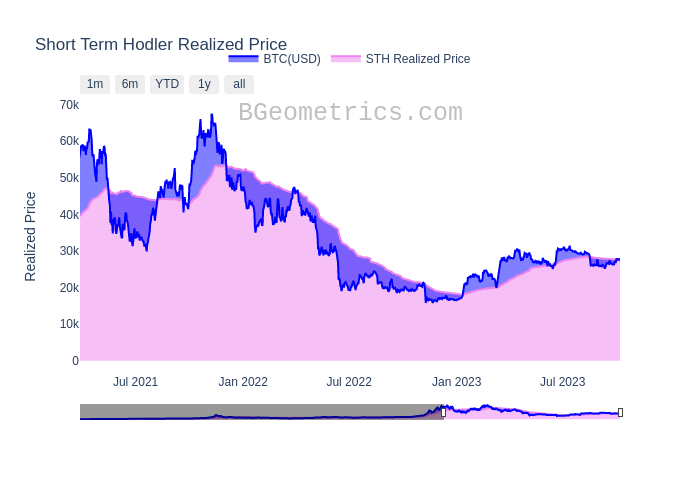 Short Term Hodler Realized Price
BTC(USD) STH Realized Price
1m 6m YTD 1y all
BGeometrics.com
Realized Price
70k
60k
50k
40k
30k
20k
10k
0
Jul 2021 Jan 2022 Jul 2022 Jan 2023 Jul 2023